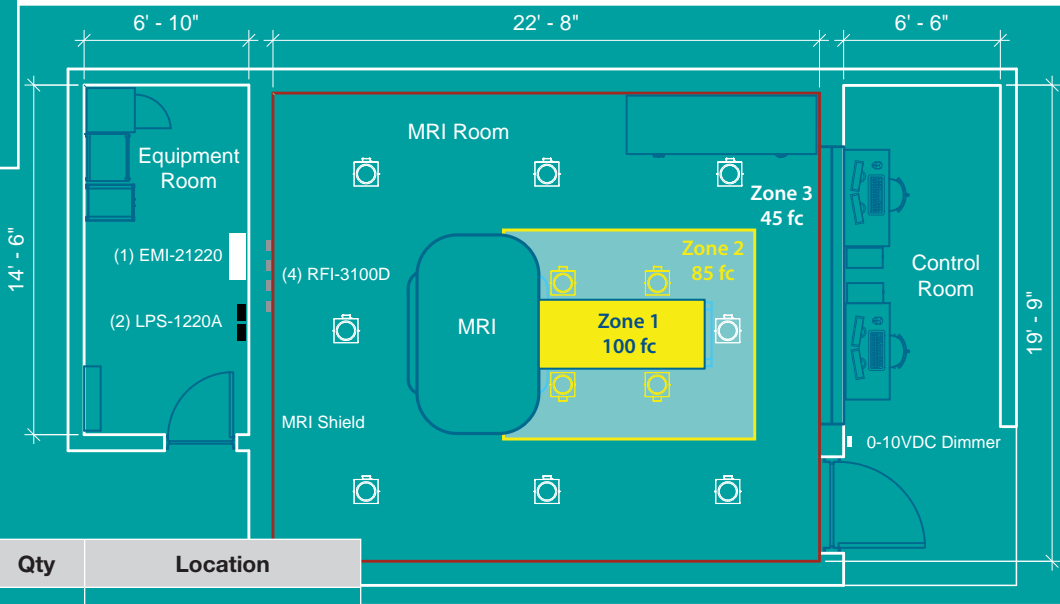 6' - 10"
22' - 8"
6' - 6"
MRI Room
Equipment
Room
Zone 3
45 fc
14' - 6"
(1) EMI-21220
(4) RFI-3100D
Zone 2
85 fc
Control
Room
(2) LPS-1220A
MRI
Zone 1
100 fc
19' - 9"
MRI Shield
0-10VDC Dimmer
Qty
Location